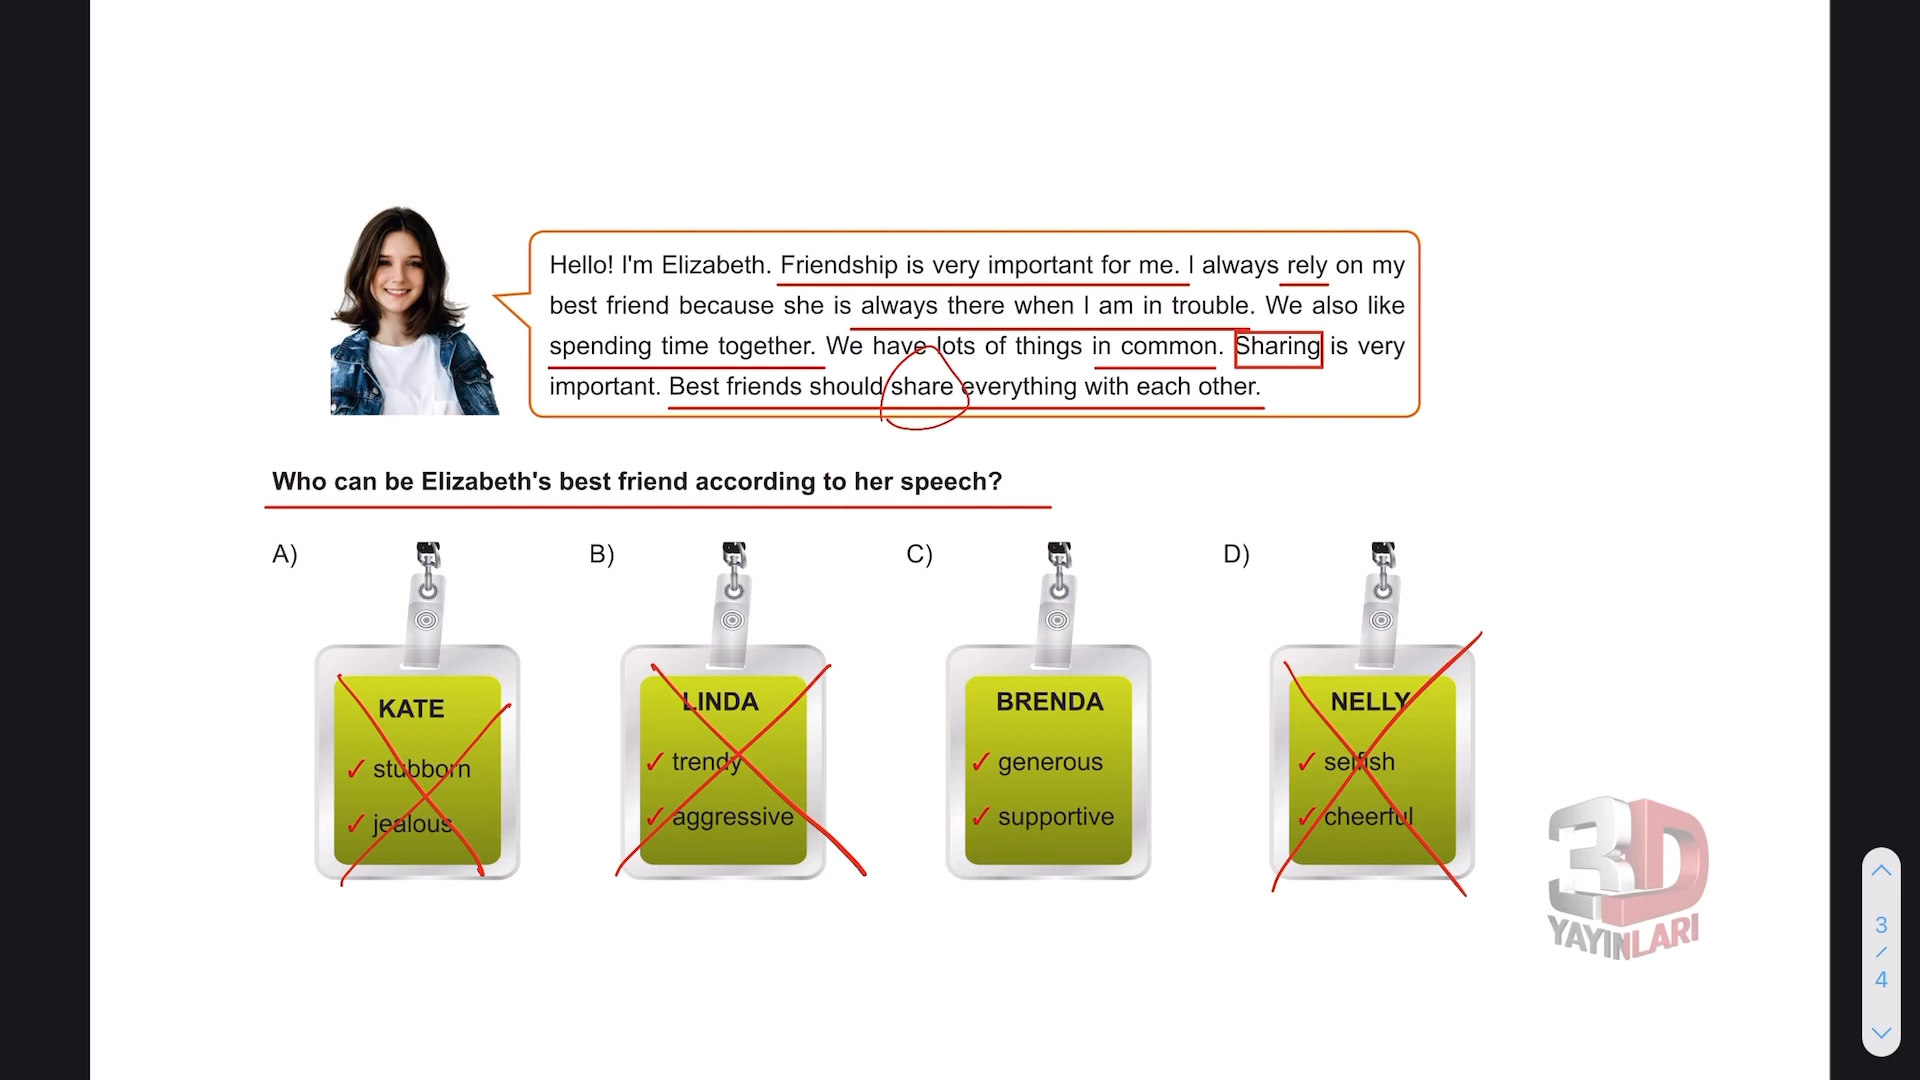 Hello! I'm Elizabeth. Friendship is very important for me. I always rely on my
best friend because she is always there when I am in trouble. We also like
spending time together. We have lots of things in common. Sharing is very
important. Best friends should share everything with each other.
Who can be Elizabeth's best friend according to her speech?
A)
KATE
✓ stubborn
✓ jealous
B)
LINDA
✓ trendy
✓ aggressive
C)
BRENDA
✓ generous
✓ supportive
D)
NELLY
✓ selfish
✓ cheerful
3D
YAYINLARI
3
/
4